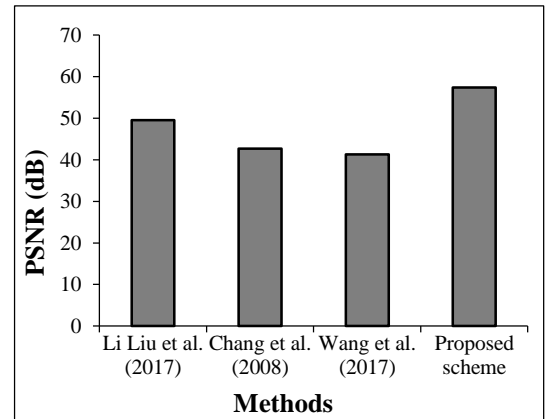 70
60
50
40
30
20
10
0
PSNR (dB)
Li Liu et al. (2017)
Chang et al. (2008)
Wang et al. (2017)
Proposed scheme
Methods